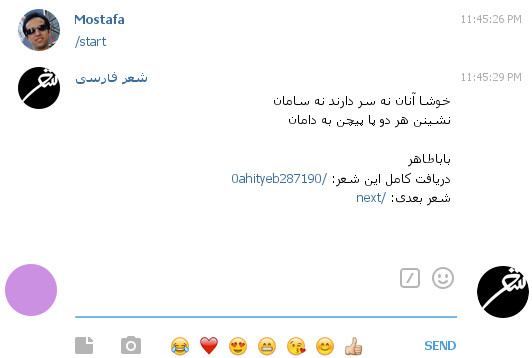 Mostafa
11:45:26 PM
/start
شعر فارسی
11:45:29 PM
خوشا آنان نه سر دارند نه سامان
نشینن هر دو پا پیچن به دامان
باباطاهر
دریافت کامل این شعر: /0ahityeb287190
شعر بعدی: /next
شعر
SEND